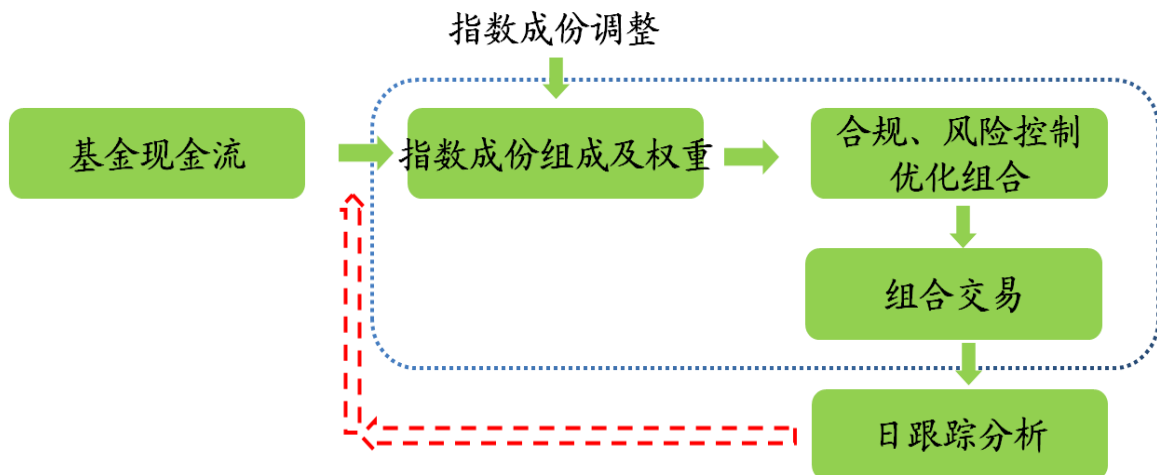 指数成份调整
基金现金流
指数成份组成及权重
合规、风险控制
优化组合
组合交易
日跟踪分析